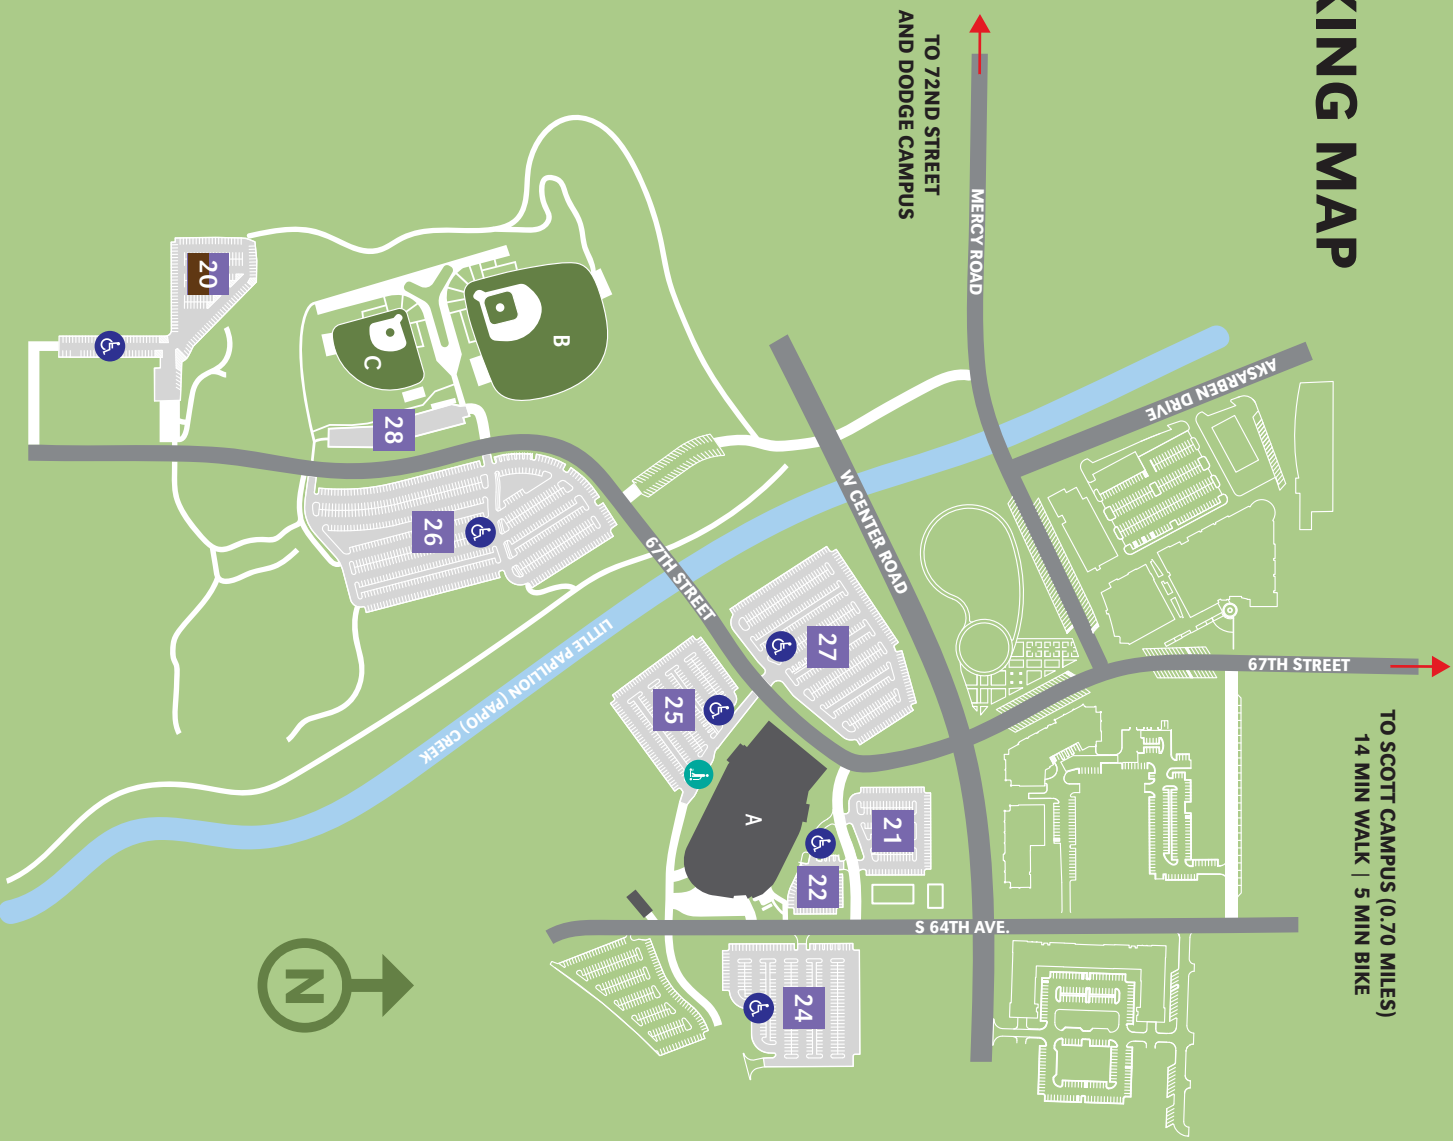 KING MAP
TO 72ND STREET
AND DODGE CAMPUS
MERCY ROAD
AKSARBEN DRIVE
W CENTER ROAD
67TH STREET
TO SCOTT CAMPUS (0.70 MILES)
14 MIN WALK | 5 MIN BIKE
67TH STREET
LITTLE PAPILLION (PAPIO) CREEK
S 64TH AVE.
20
B
C
28
26
27
25
A
21
22
24
N